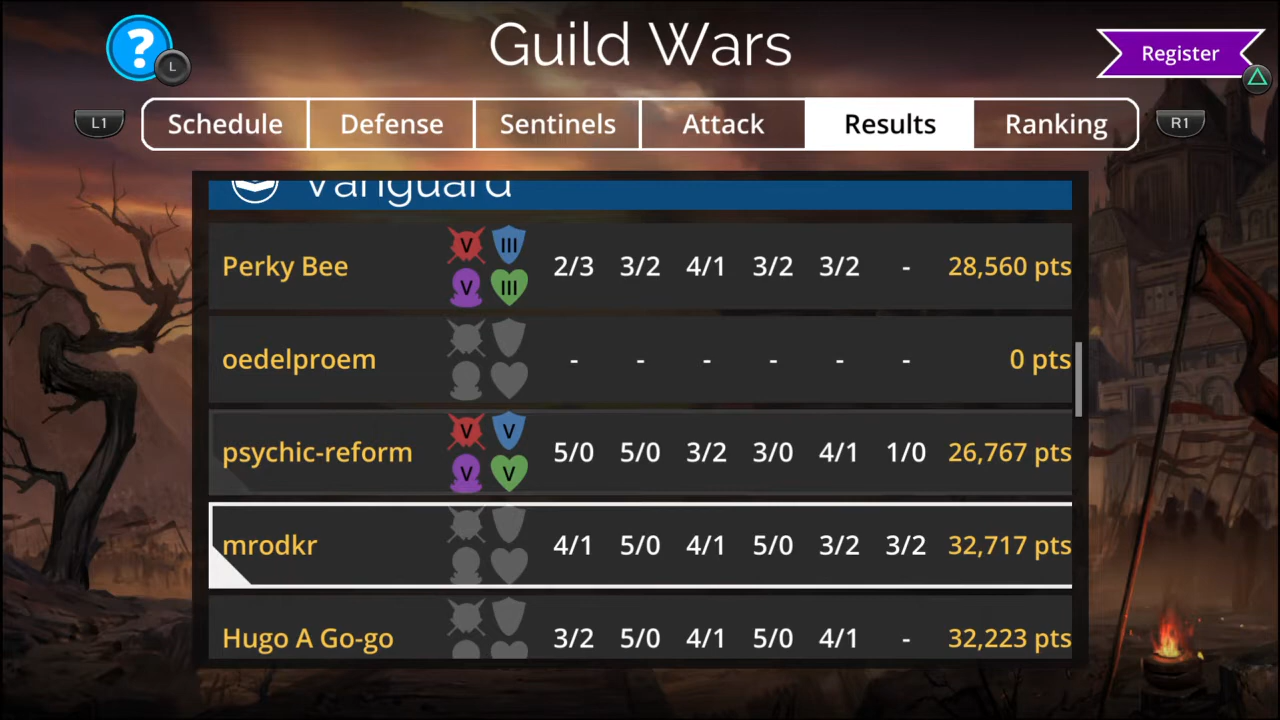 ?
L
Guild Wars
Register
L1
Schedule
Defense
Sentinels
Attack
Results
Ranking
R1
Vanguard
Perky Bee V III V III 2/3 3/2 4/1 3/2 3/2 - 28,560 pts
oedelproem - - - - - - 0 pts
psychic-reform V V V V 5/0 5/0 3/2 3/0 4/1 1/0 26,767 pts
mrodkr 4/1 5/0 4/1 5/0 3/2 3/2 32,717 pts
Hugo A Go-go 3/2 5/0 4/1 5/0 4/1 - 32,223 pts